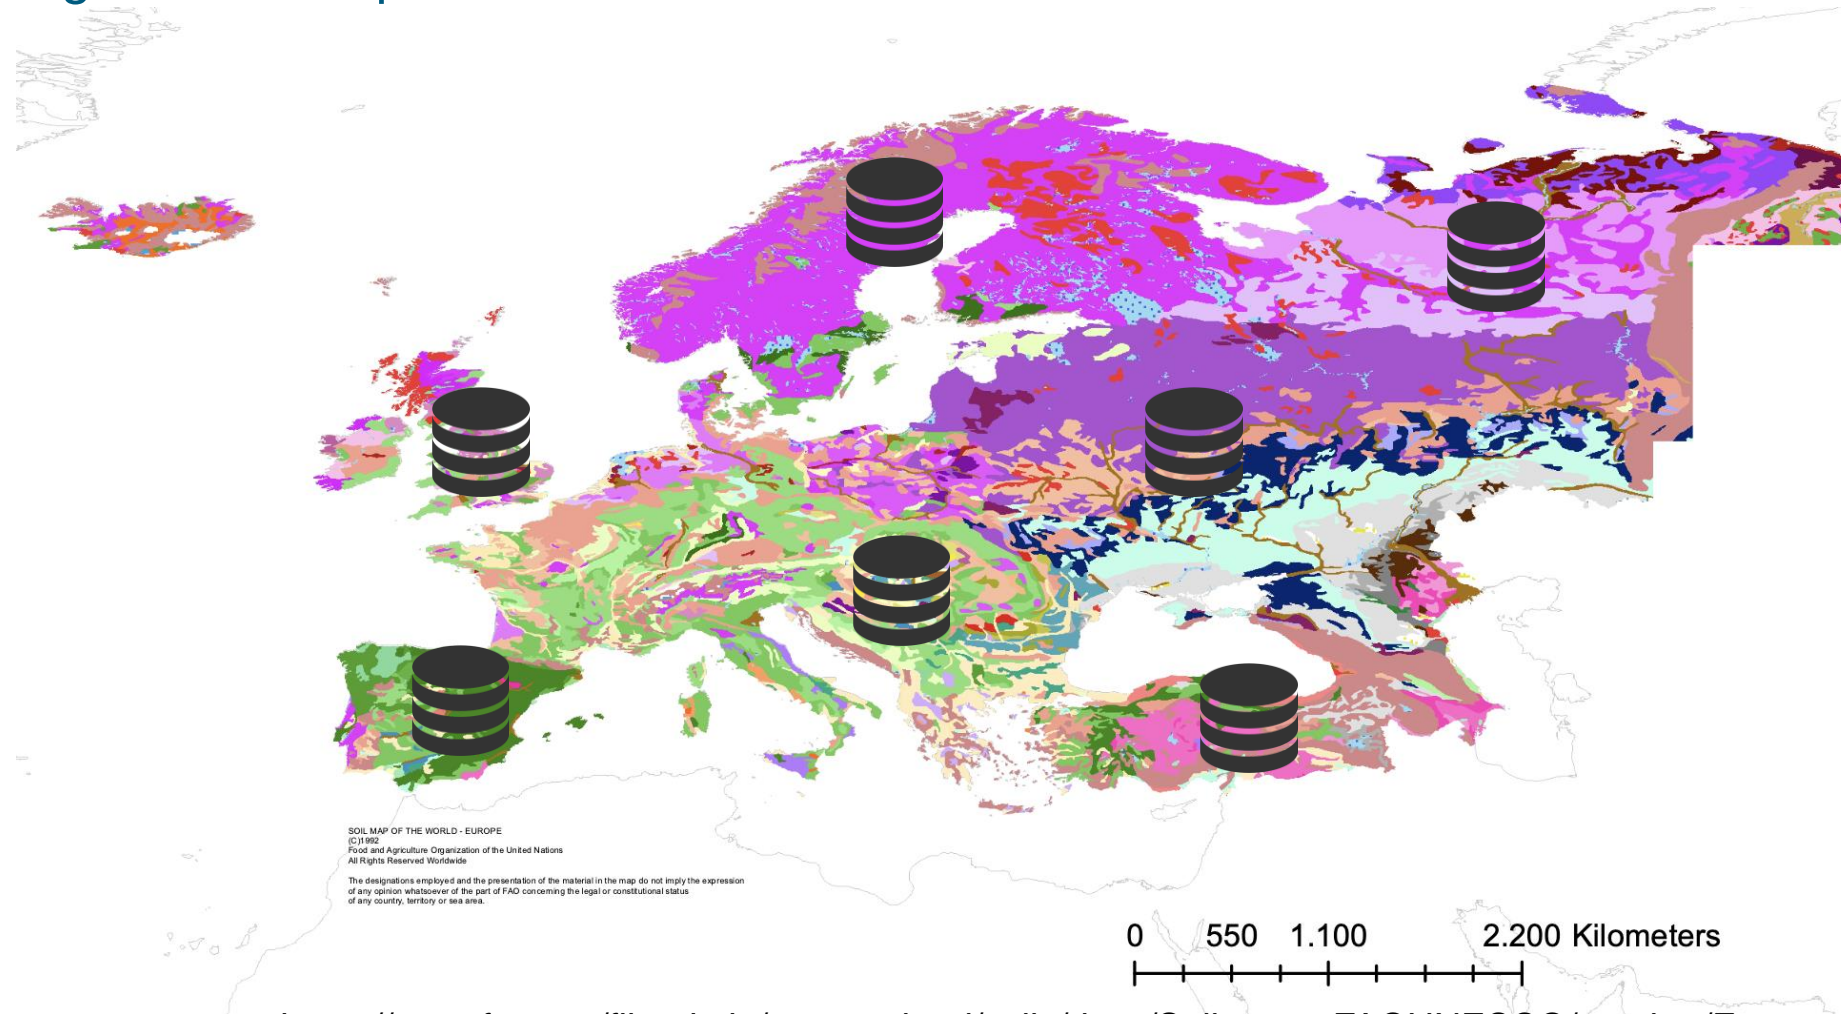 SOIL MAP OF THE WORLD - EUROPE
(C)1992
Food and Agriculture Organization of the United Nations
All Rights Reserved Worldwide
The designations employed and the presentation of the material in the map do not imply the expression
of any opinion whatsoever of the part of FAO concerning the legal or constitutional status
of any country, territory or sea area.
0 550 1.100 2.200 Kilometers